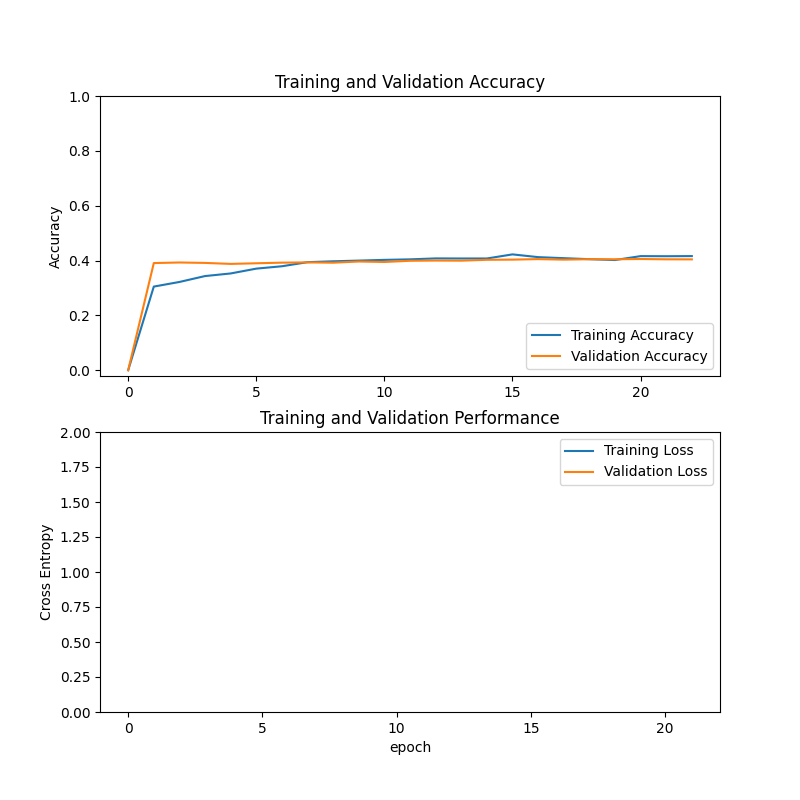 Training and Validation Accuracy
1.0
0.8
0.6
0.4
0.2
0.0
Accuracy
Training Accuracy
Validation Accuracy
0 5 10 15 20
Training and Validation Performance
2.00
1.75
1.50
1.25
1.00
0.75
0.50
0.25
0.00
Cross Entropy
Training Loss
Validation Loss
0 5 10 15 20
epoch